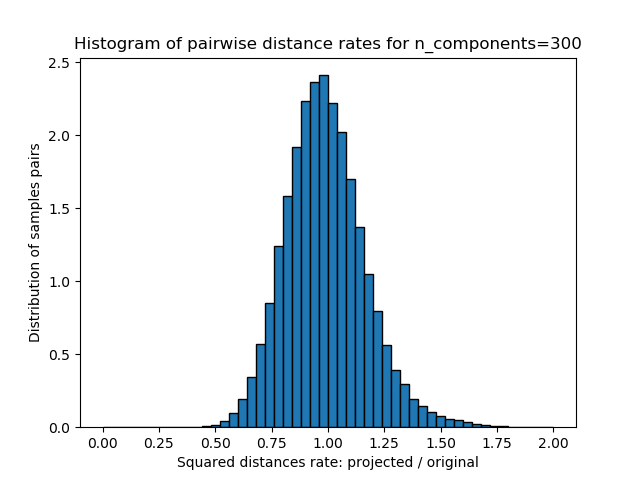 Histogram of pairwise distance rates for n_components=300
2.5
2.0
1.5
1.0
0.5
0.0
Distribution of samples pairs
0.00 0.25 0.50 0.75 1.00 1.25 1.50 1.75 2.00
Squared distances rate: projected / original